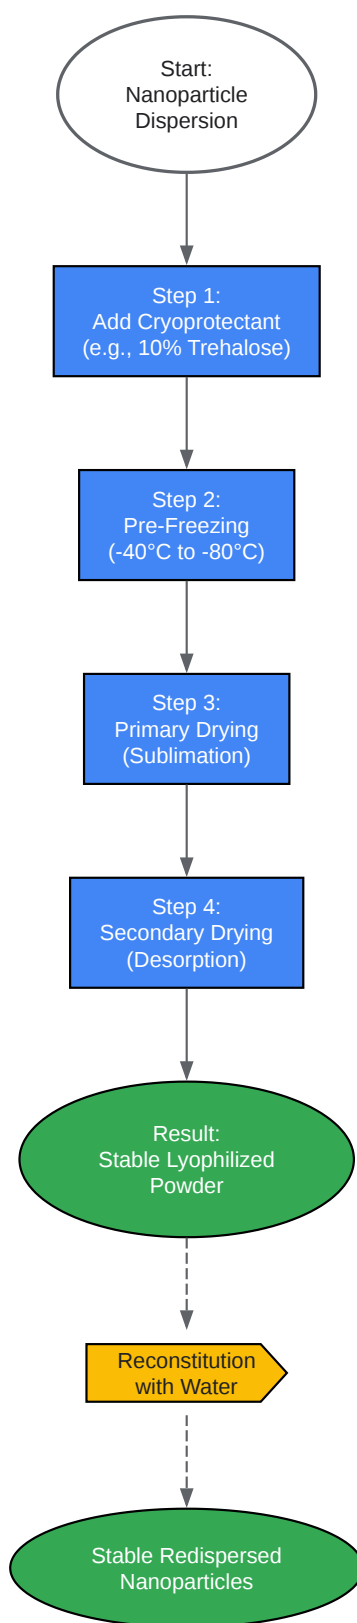 Start:
Nanoparticle
Dispersion
Step 1:
Add Cryoprotectant
(e.g., 10% Trehalose)
Step 2:
Pre-Freezing
(-40°C to -80°C)
Step 3:
Primary Drying
(Sublimation)
Step 4:
Secondary Drying
(Desorption)
Result:
Stable Lyophilized
Powder
Reconstitution
with Water
Stable Redispersed
Nanoparticles